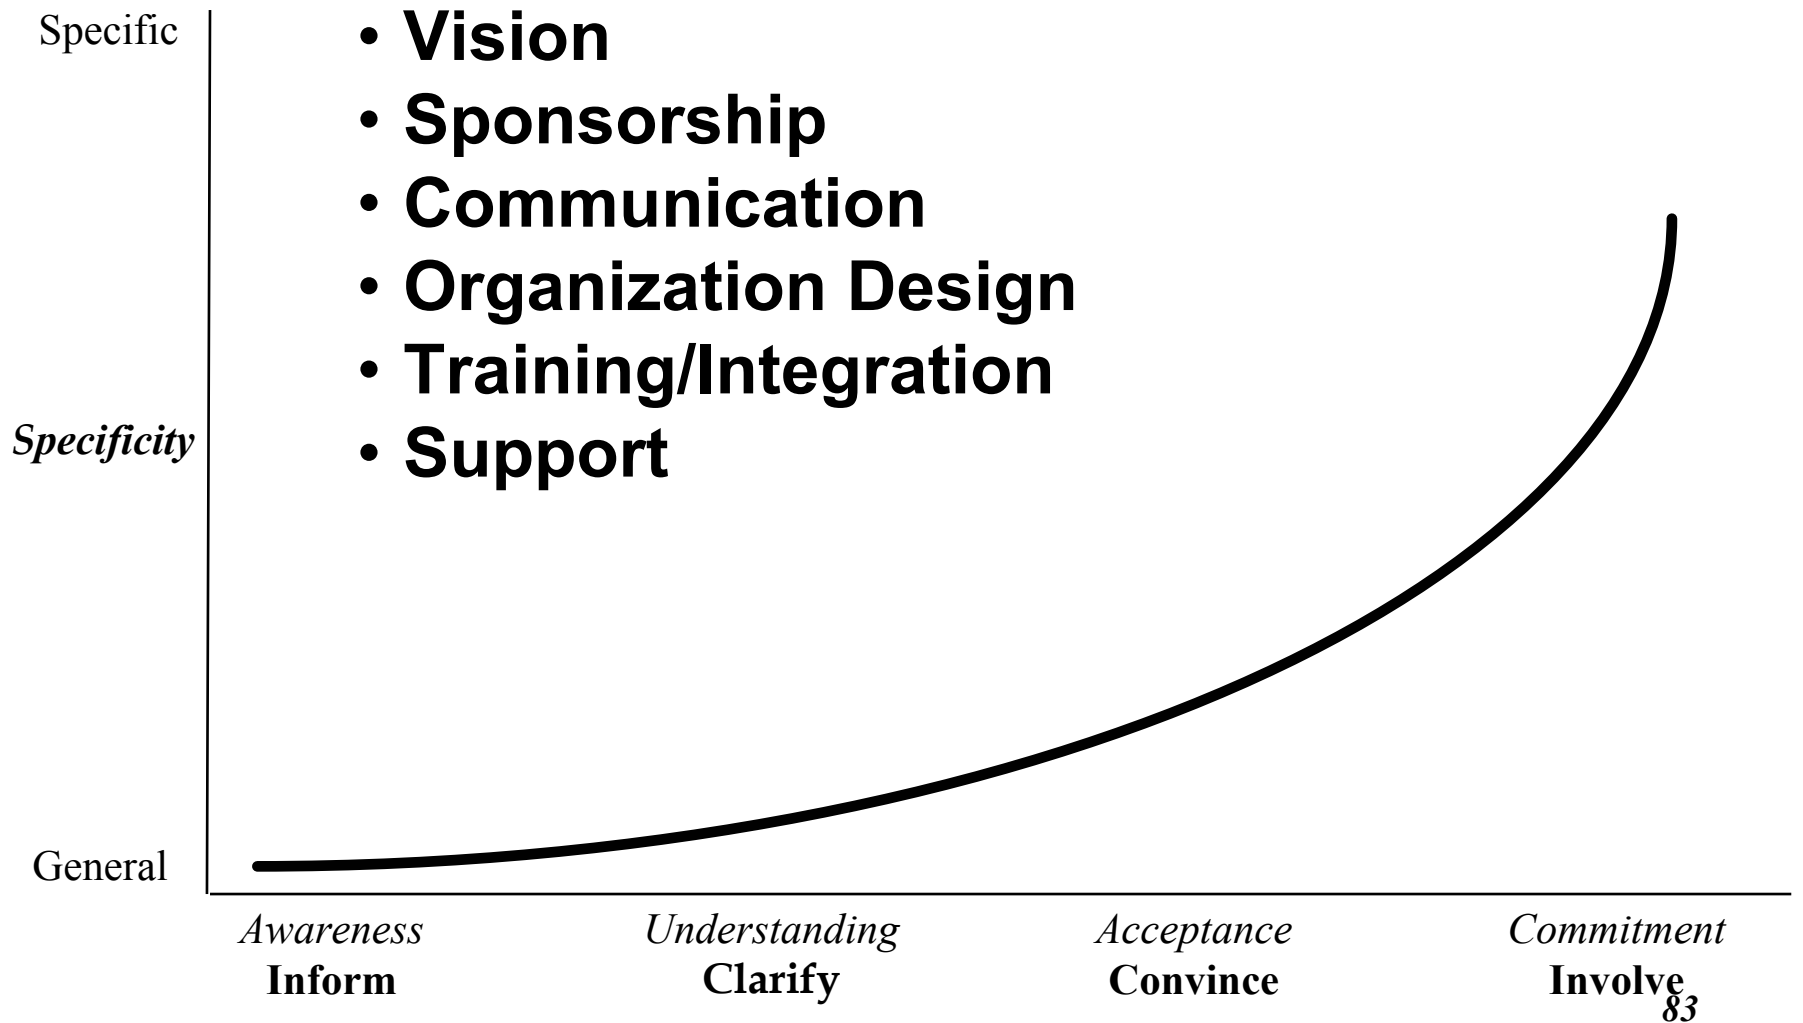 Specific
• Vision
• Sponsorship
• Communication
• Organization Design
• Training/Integration
Specificity
• Support
General
Awareness Understanding Acceptance Commitment
Inform Clarify Convince Involve
83